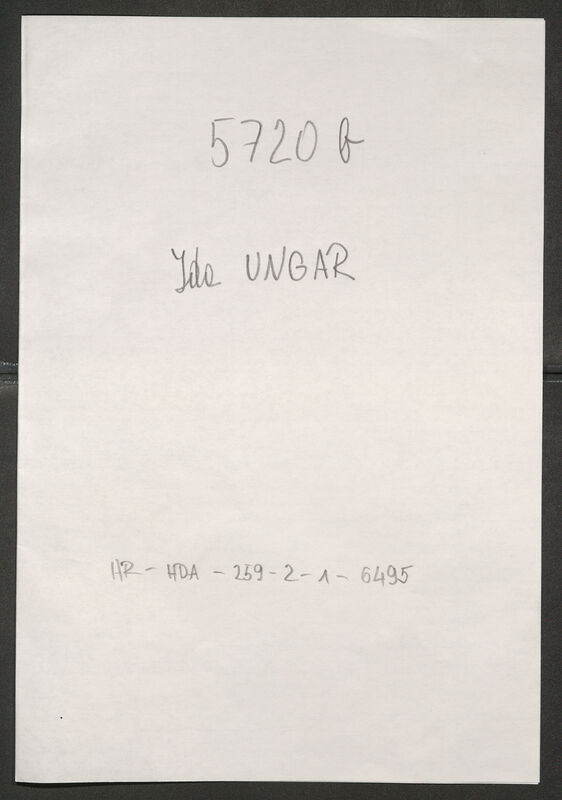 5720 b
Ida UNGAR
HR - HDA - 259 - 2 - 1 - 6495